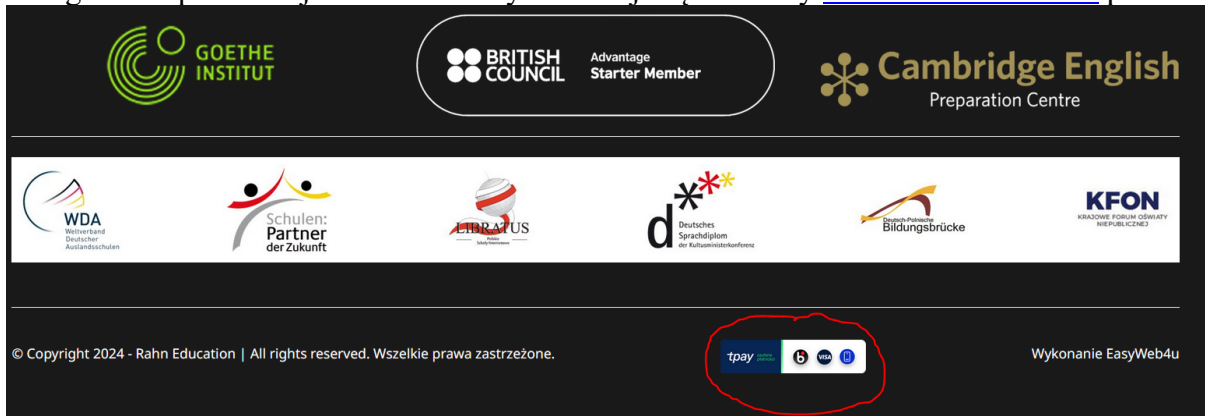 GOETHE
INSTITUT
BRITISH
COUNCIL
Advantage
Starter Member
Cambridge English
Preparation Centre
WDA
Weltverband
Deutscher
Auslandsschulen
Schulen:
Partner
der Zukunft
LIBRATUS
d
Deutsches
Sprachdiplom
der Kultusministerkonferenz
Deutsch-Polnische
Bildungsbrücke
KFON
KRAJOWE FORUM OŚWIATY
NIEPUBLICZNEJ
© Copyright 2024 - Rahn Education | All rights reserved. Wszelkie prawa zastrzeżone.
tpay
VISA
Wykonanie EasyWeb4u